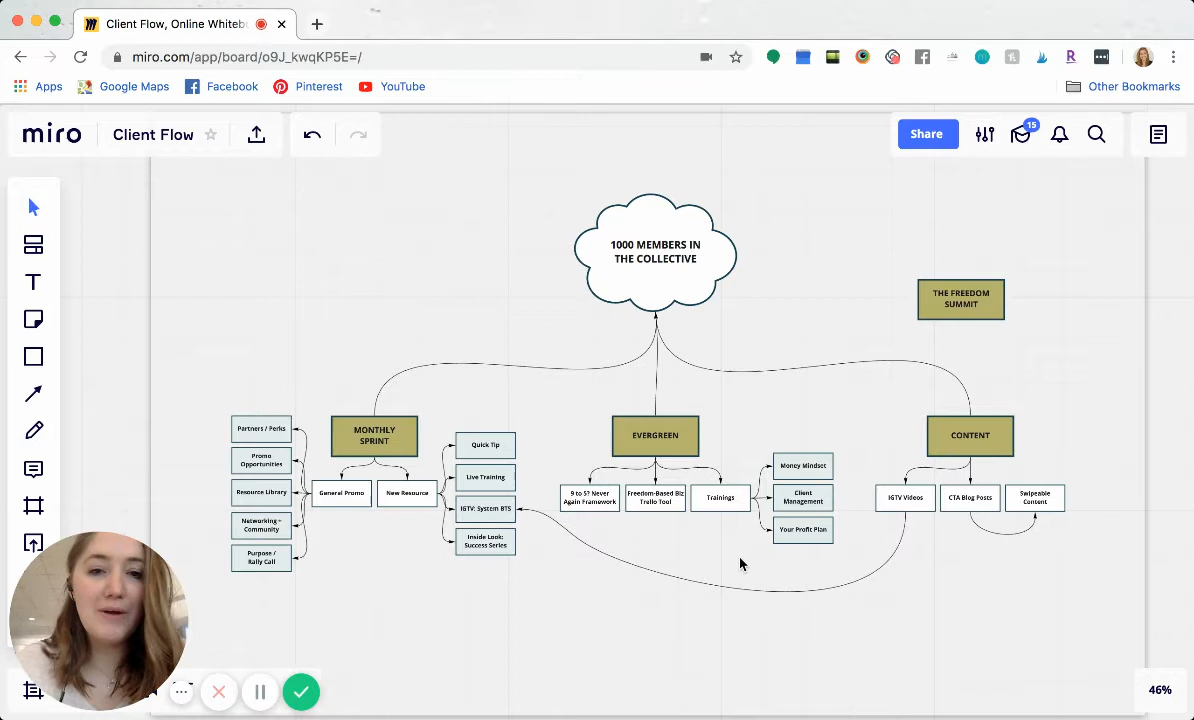 Client Flow, Online Whitebo
miro.com/app/board/o9J_kwqKP5E=/
Apps
Google Maps
Facebook
Pinterest
YouTube
Other Bookmarks
miro
Client Flow
Share
15
1000 MEMBERS IN
THE COLLECTIVE
THE FREEDOM
SUMMIT
MONTHLY
SPRINT
EVERGREEN
CONTENT
Partners / Perks
Promo
Opportunities
Resource Library
Networking +
Community
Purpose /
Rally Call
General Promo
New Resource
Quick Tip
Live Training
IGTV: System BTS
Inside Look:
Success Series
9 to 5? Never
Again Framework
Freedom-Based Biz
Trello Tool
Trainings
Money Mindset
Client
Management
Your Profit Plan
IGTV Videos
CTA Blog Posts
Swipeable
Content
46%